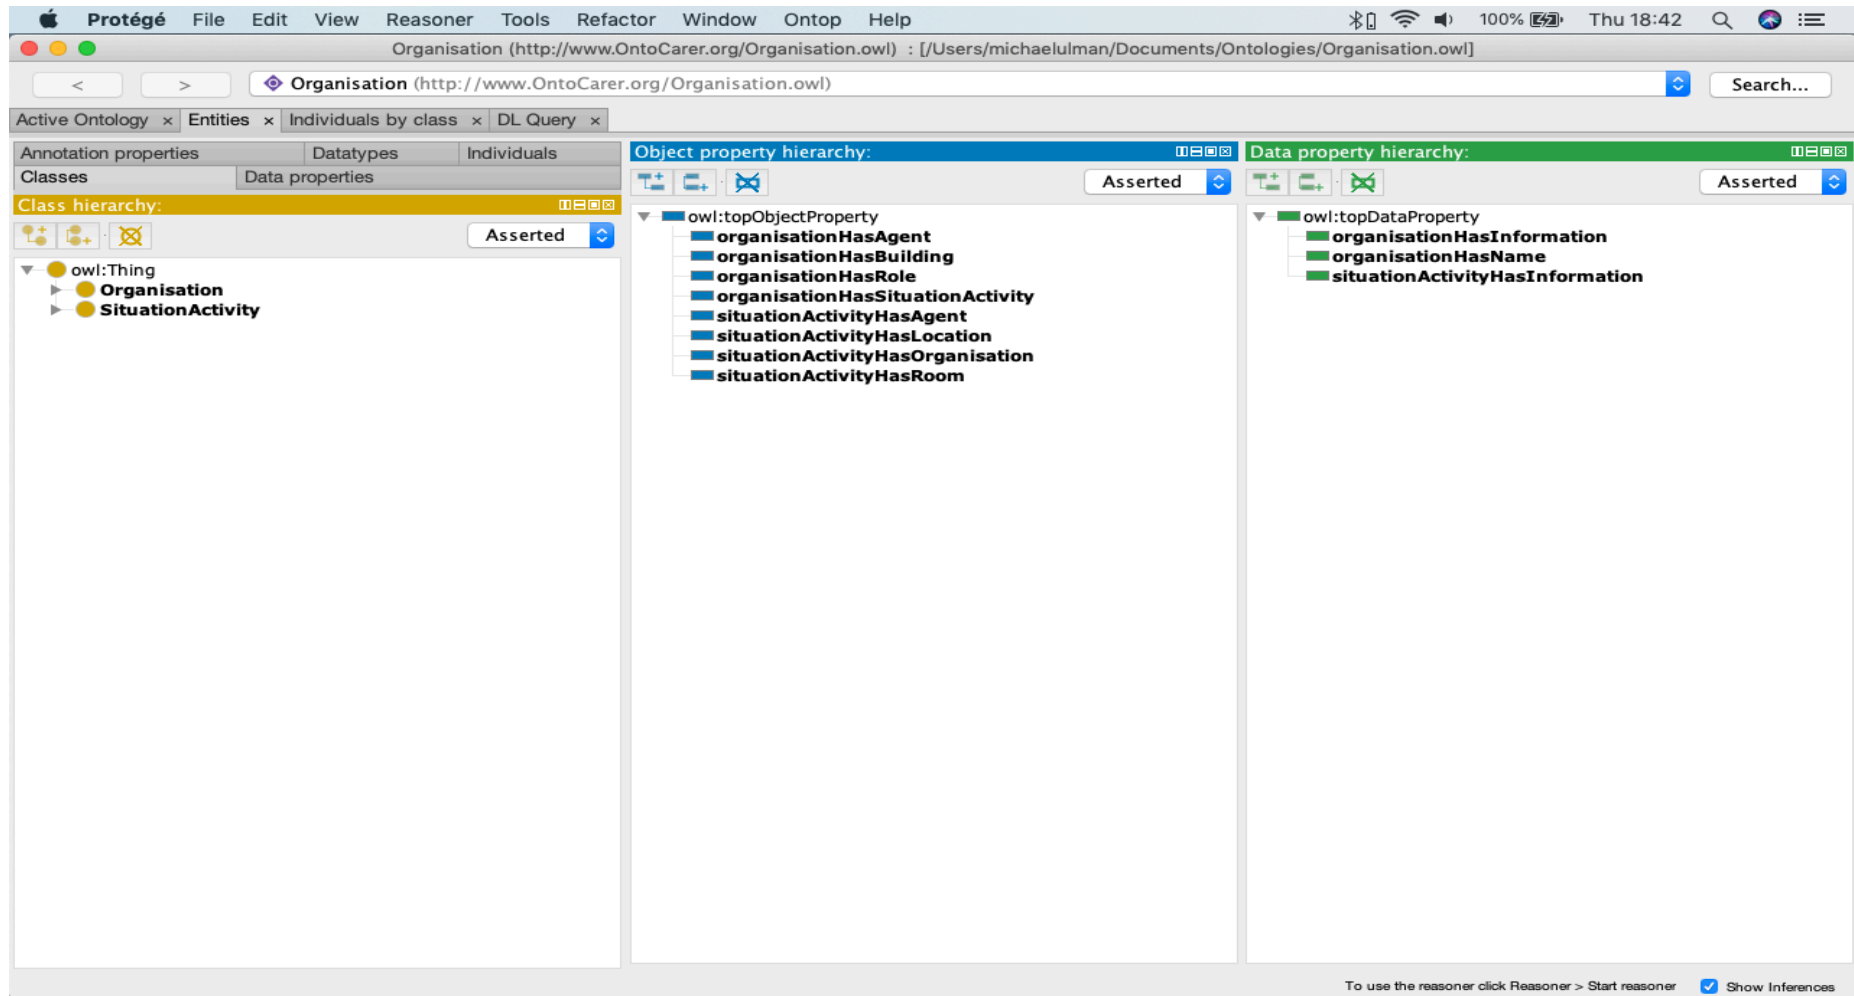 Protégé File Edit View Reasoner Tools Refactor Window Ontop Help 100% Thu 18:42
Organisation (http://www.OntoCarer.org/Organisation.owl) : [/Users/michaelulman/Documents/Ontologies/Organisation.owl]
< > Organisation (http://www.OntoCarer.org/Organisation.owl) Search...
Active Ontology × Entities × Individuals by class × DL Query ×
Annotation properties Datatypes Individuals
Classes Data properties
Class hierarchy:
Asserted
owl:Thing
Organisation
SituationActivity
Object property hierarchy:
Asserted
owl:topObjectProperty
organisationHasAgent
organisationHasBuilding
organisationHasRole
organisationHasSituationActivity
situationActivityHasAgent
situationActivityHasLocation
situationActivityHasOrganisation
situationActivityHasRoom
Data property hierarchy:
Asserted
owl:topDataProperty
organisationHasInformation
organisationHasName
situationActivityHasInformation
To use the reasoner click Reasoner > Start reasoner Show Inferences